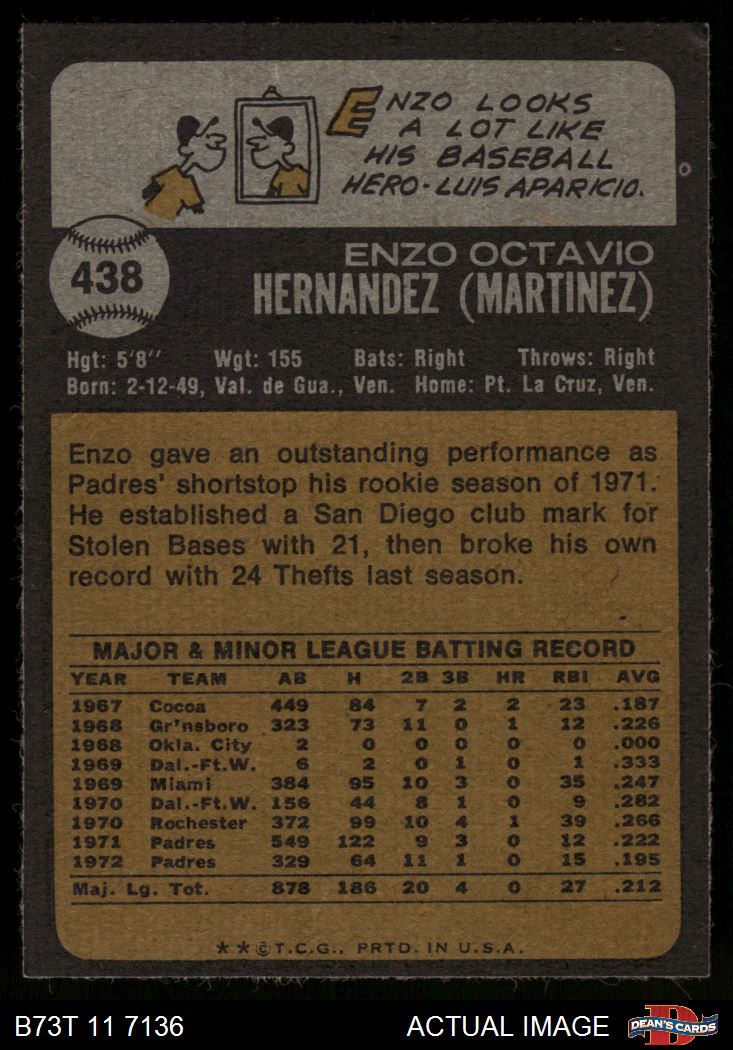 ENZO LOOKS
A LOT LIKE
HIS BASEBALL
HERO-LUIS APARICIO.
438
ENZO OCTAVIO
HERNANDEZ (MARTINEZ)
Hgt: 5'8" Wgt: 155 Bats: Right Throws: Right
Born: 2-12-49, Val. de Gua., Ven. Home: Pt. La Cruz, Ven.
Enzo gave an outstanding performance as
Padres' shortstop his rookie season of 1971.
He established a San Diego club mark for
Stolen Bases with 21, then broke his own
record with 24 Thefts last season.
MAJOR & MINOR LEAGUE BATTING RECORD
YEAR TEAM AB H 2B 3B HR RBI AVG
1967 Cocoa 449 84 7 2 2 23 .187
1968 Gr'nsboro 323 73 11 0 1 12 .226
1968 Okla. City 2 0 0 0 0 0 .000
1969 Dal.-Ft.W. 6 2 0 1 0 1 .333
1969 Miami 384 95 10 3 0 35 .247
1970 Dal.-Ft.W. 156 44 8 1 0 9 .282
1970 Rochester 372 99 10 4 1 39 .266
1971 Padres 549 122 9 3 0 12 .222
1972 Padres 329 64 11 1 0 15 .195
Maj. Lg. Tot. 878 186 20 4 0 27 .212
**©T.C.G., PRTD. IN U.S.A.
B73T 11 7136 ACTUAL IMAGE
D
DEAN'S CARDS